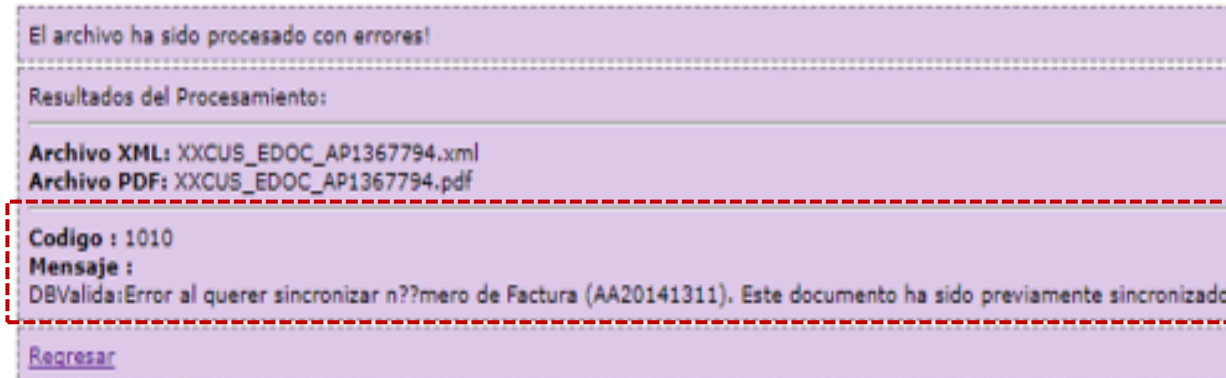 El archivo ha sido procesado con errores!
Resultados del Procesamiento:
Archivo XML: XXCUS_EDOC_AP1367794.xml
Archivo PDF: XXCUS_EDOC_AP1367794.pdf
Codigo : 1010
Mensaje :
DBValida:Error al querer sincronizar n??mero de Factura (AA20141311). Este documento ha sido previamente sincronizado
Regresar